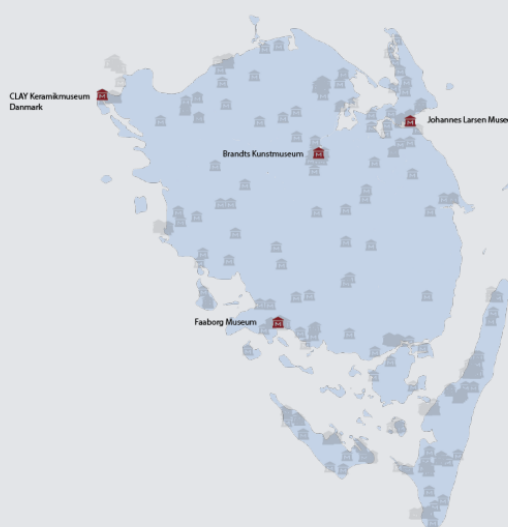 CLAY Keramikmuseum
Danmark
Johannes Larsen Muse
Brandts Kunstmuseum
Faaborg Museum